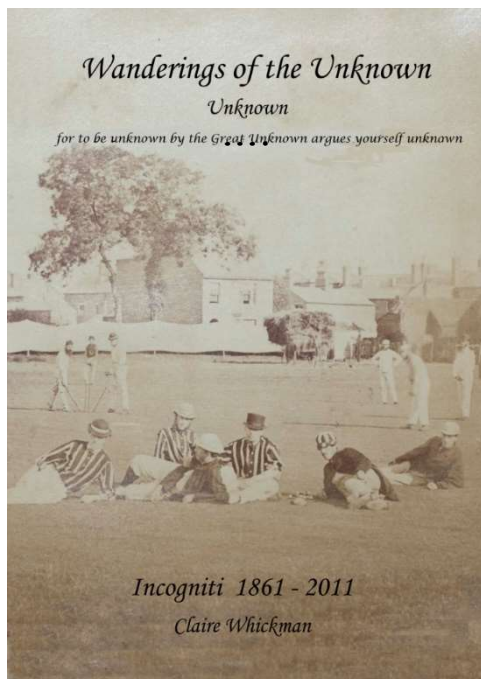 Wanderings of the Unknown
Unknown
for to be unknown by the Great Unknown argues yourself unknown
....
Incogniti 1861 - 2011
Claire Whickman